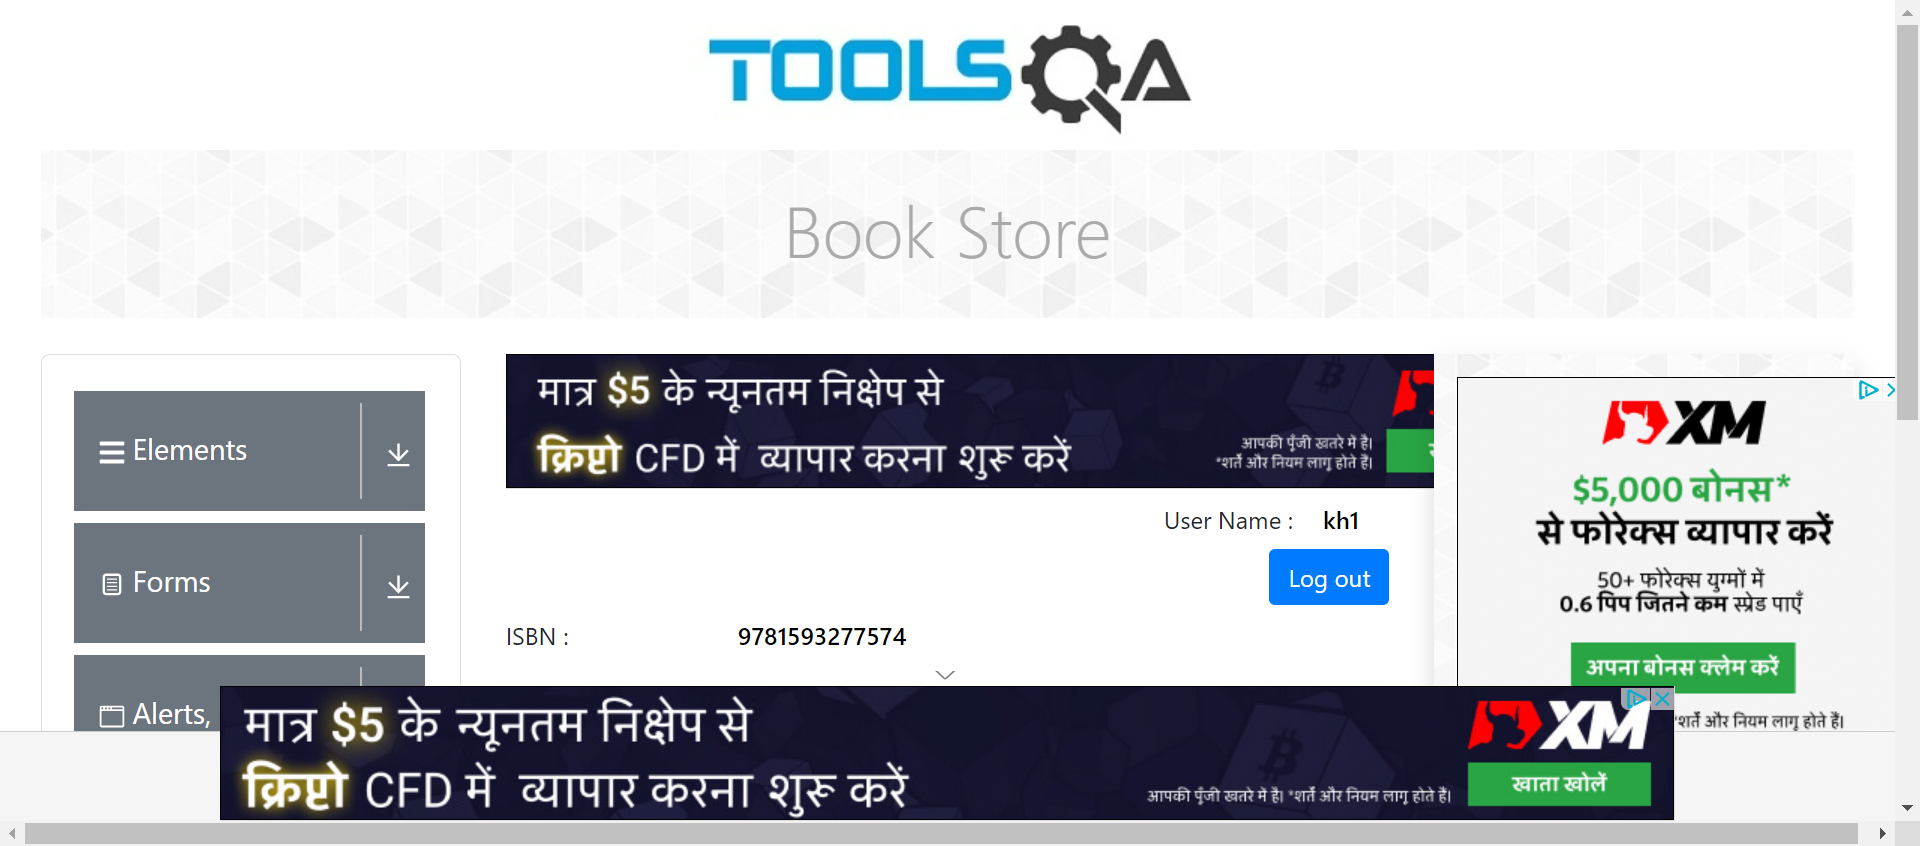 TOOLSQA
Book Store
Elements
Forms
Alerts,
मात्र $5 के न्यूनतम निक्षेप से
क्रिप्टो CFD में व्यापार करना शुरू करें
आपकी पूँजी खतरे में है।
*शर्तें और नियम लागू होते हैं।
User Name :
kh1
Log out
ISBN :
9781593277574
XM
$5,000 बोनस*
से फोरेक्स व्यापार करें
50+ फोरेक्स युग्मों में
0.6 पिप जितने कम स्प्रेड पाएँ
अपना बोनस क्लेम करें
*शर्तें और नियम लागू होते हैं।
मात्र $5 के न्यूनतम निक्षेप से
क्रिप्टो CFD में व्यापार करना शुरू करें
आपकी पूँजी खतरे में है। *शर्तें और नियम लागू होते हैं।
XM
खाता खोलें